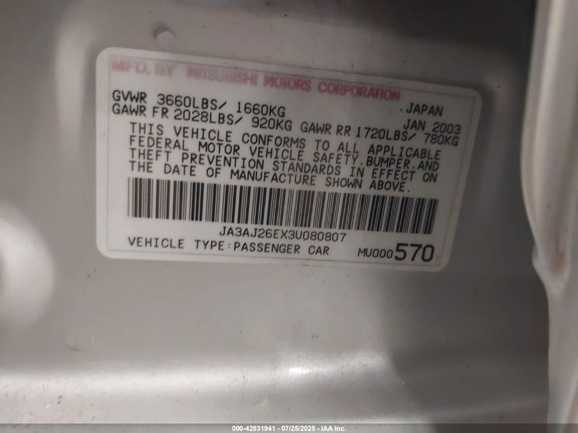 MFD. BY MITSUBISHI MOTORS CORPORATION
GVWR 3660LBS/ 1660KG .JAPAN
GAWR FR 2028LBS/ 920KG GAWR RR 1720LBS/ 780KG JAN 2003
THIS VEHICLE CONFORMS TO ALL APPLICABLE
FEDERAL MOTOR VEHICLE SAFETY.BUMPER.AND
THEFT PREVENTION STANDARDS IN EFFECT ON
THE DATE OF MANUFACTURE SHOWN ABOVE.
JA3AJ26EX3U080807
VEHICLE TYPE:PASSENGER CAR MU000570
000-42831941 - 07/25/2025 - IAA Inc.